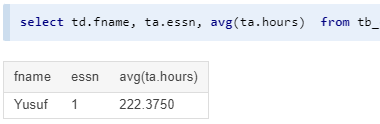 select td.fname, ta.essn, avg(ta.hours)  from tb_
fname essn avg(ta.hours)
Yusuf 1 222.3750